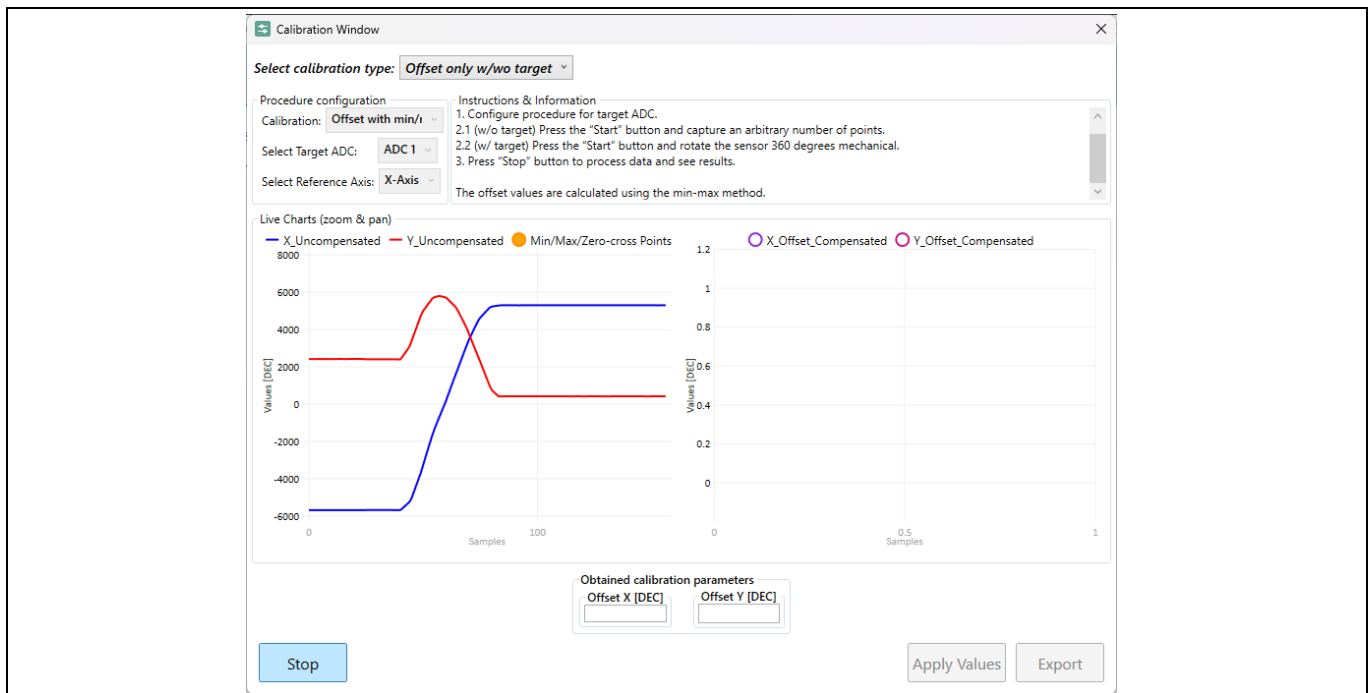 Calibration Window
Select calibration type: Offset only w/wo target
Procedure configuration
Calibration: Offset with min/
Select Target ADC: ADC 1
Select Reference Axis: X-Axis
Instructions & Information
1. Configure procedure for target ADC.
2.1 (w/o target) Press the "Start" button and capture an arbitrary number of points.
2.2 (w/ target) Press the "Start" button and rotate the sensor 360 degrees mechanical.
3. Press "Stop" button to process data and see results.
The offset values are calculated using the min-max method.
Live Charts (zoom & pan)
X_Uncompensated Y_Uncompensated Min/Max/Zero-cross Points
8000
6000
4000
2000
0
-2000
-4000
-6000
Values [DEC]
0 100
Samples
X_Offset_Compensated Y_Offset_Compensated
1.2
1
0.8
0.6
0.4
0.2
0
Values [DEC]
0 0.5 1
Samples
Obtained calibration parameters
Offset X [DEC] Offset Y [DEC]
Stop Apply Values Export